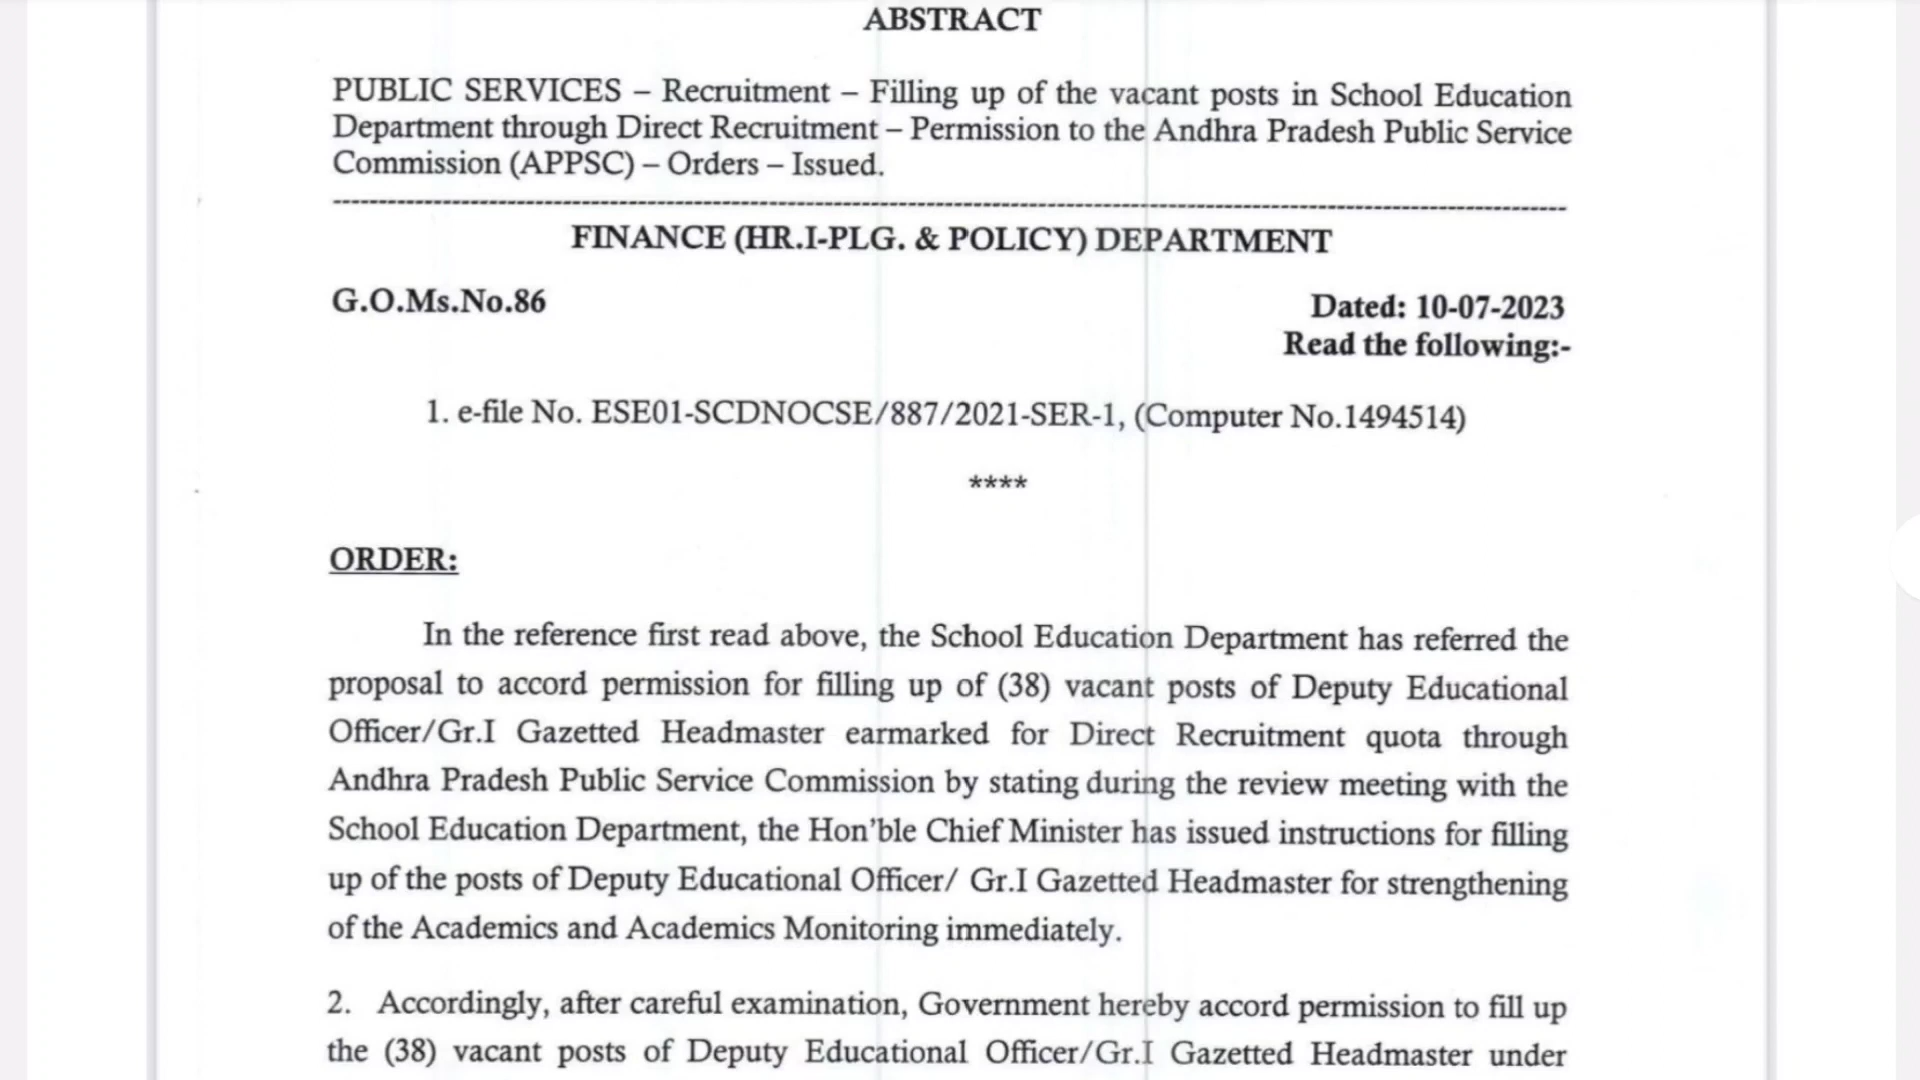 ABSTRACT
PUBLIC SERVICES – Recruitment – Filling up of the vacant posts in School Education
Department through Direct Recruitment – Permission to the Andhra Pradesh Public Service
Commission (APPSC) – Orders – Issued.
FINANCE (HR.I-PLG. & POLICY) DEPARTMENT
G.O.Ms.No.86
Dated: 10-07-2023
Read the following:-
1. e-file No. ESE01-SCDNOCSE/887/2021-SER-1, (Computer No.1494514)
****
ORDER:
In the reference first read above, the School Education Department has referred the
proposal to accord permission for filling up of (38) vacant posts of Deputy Educational
Officer/Gr.I Gazetted Headmaster earmarked for Direct Recruitment quota through
Andhra Pradesh Public Service Commission by stating during the review meeting with the
School Education Department, the Hon'ble Chief Minister has issued instructions for filling
up of the posts of Deputy Educational Officer/ Gr.I Gazetted Headmaster for strengthening
of the Academics and Academics Monitoring immediately.
2. Accordingly, after careful examination, Government hereby accord permission to fill up
the (38) vacant posts of Deputy Educational Officer/Gr.I Gazetted Headmaster under